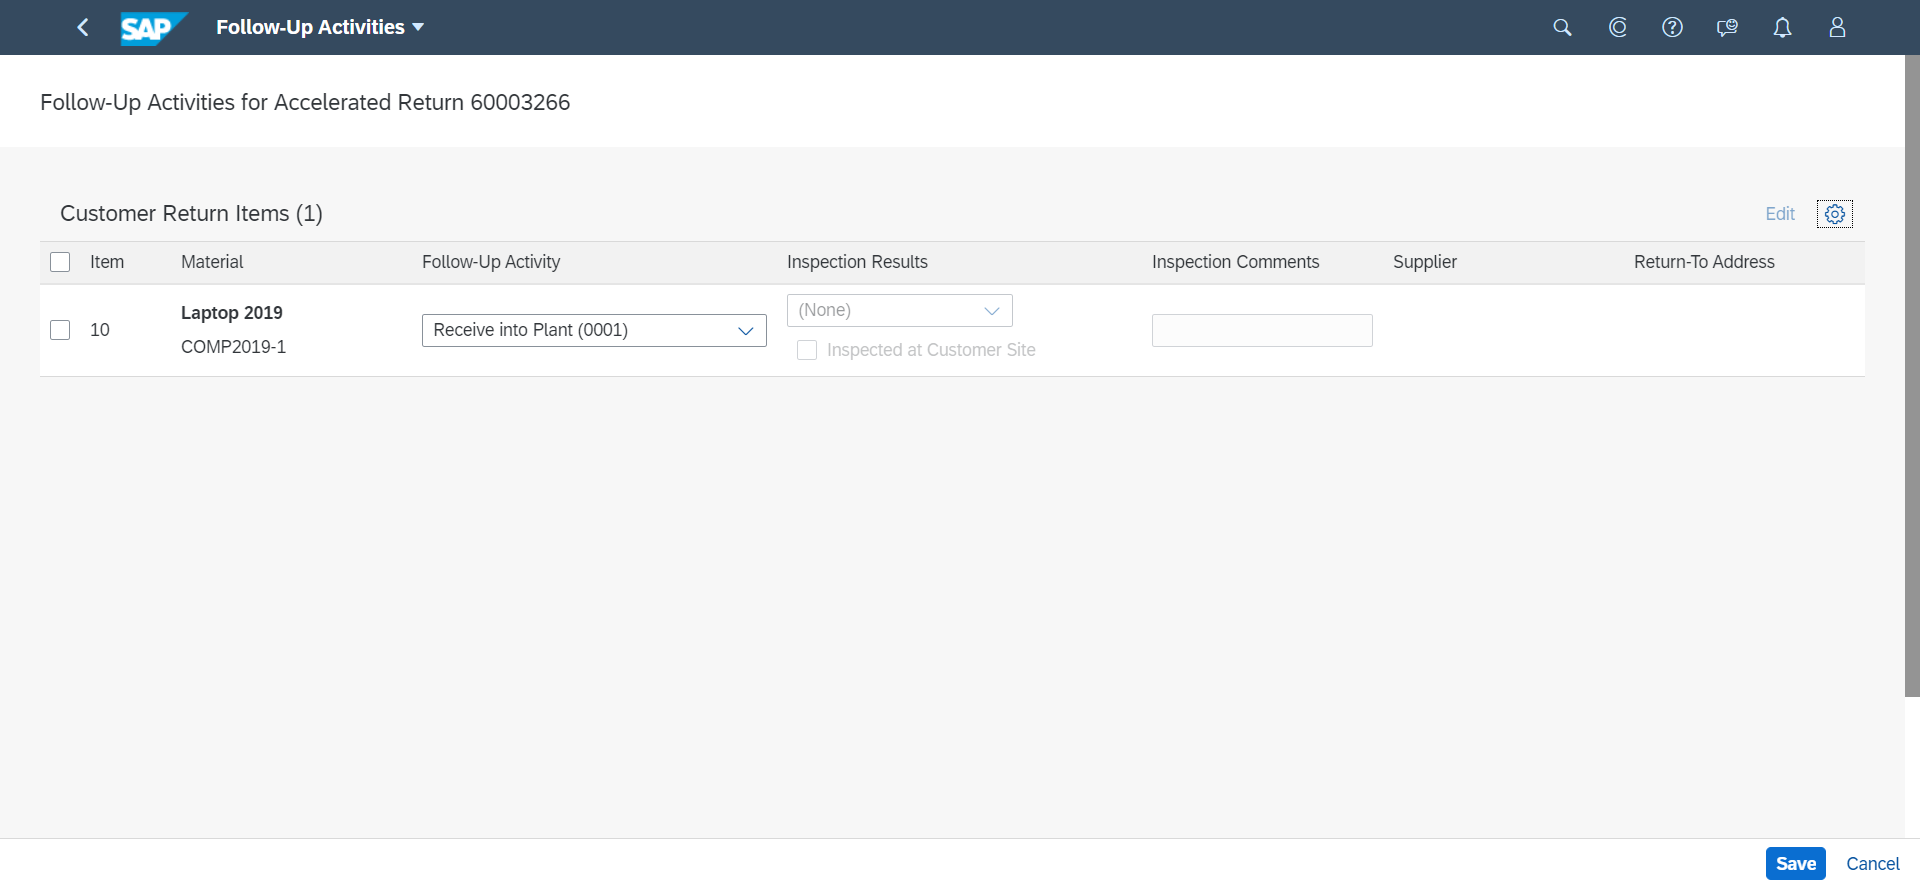 SAP Follow-Up Activities
Follow-Up Activities for Accelerated Return 60003266
Customer Return Items (1) Edit
Item Material Follow-Up Activity Inspection Results Inspection Comments Supplier Return-To Address
10 Laptop 2019 Receive into Plant (0001) (None)
COMP2019-1 Inspected at Customer Site
Save Cancel